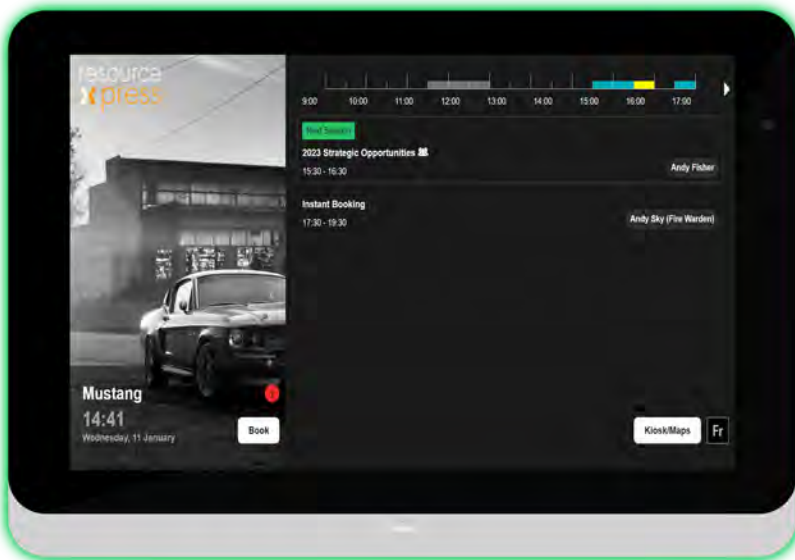 resource
xpress
9:00 10:00 11:00 12:00 13:00 14:00 15:00 16:00 17:00
Next Session
2023 Strategic Opportunities
15:30 - 16:30
Andy Fisher
Instant Booking
17:30 - 19:30
Andy Sky (Fire Warden)
Mustang
14:41
Wednesday, 11 January
Book
Kiosk/Maps
Fr